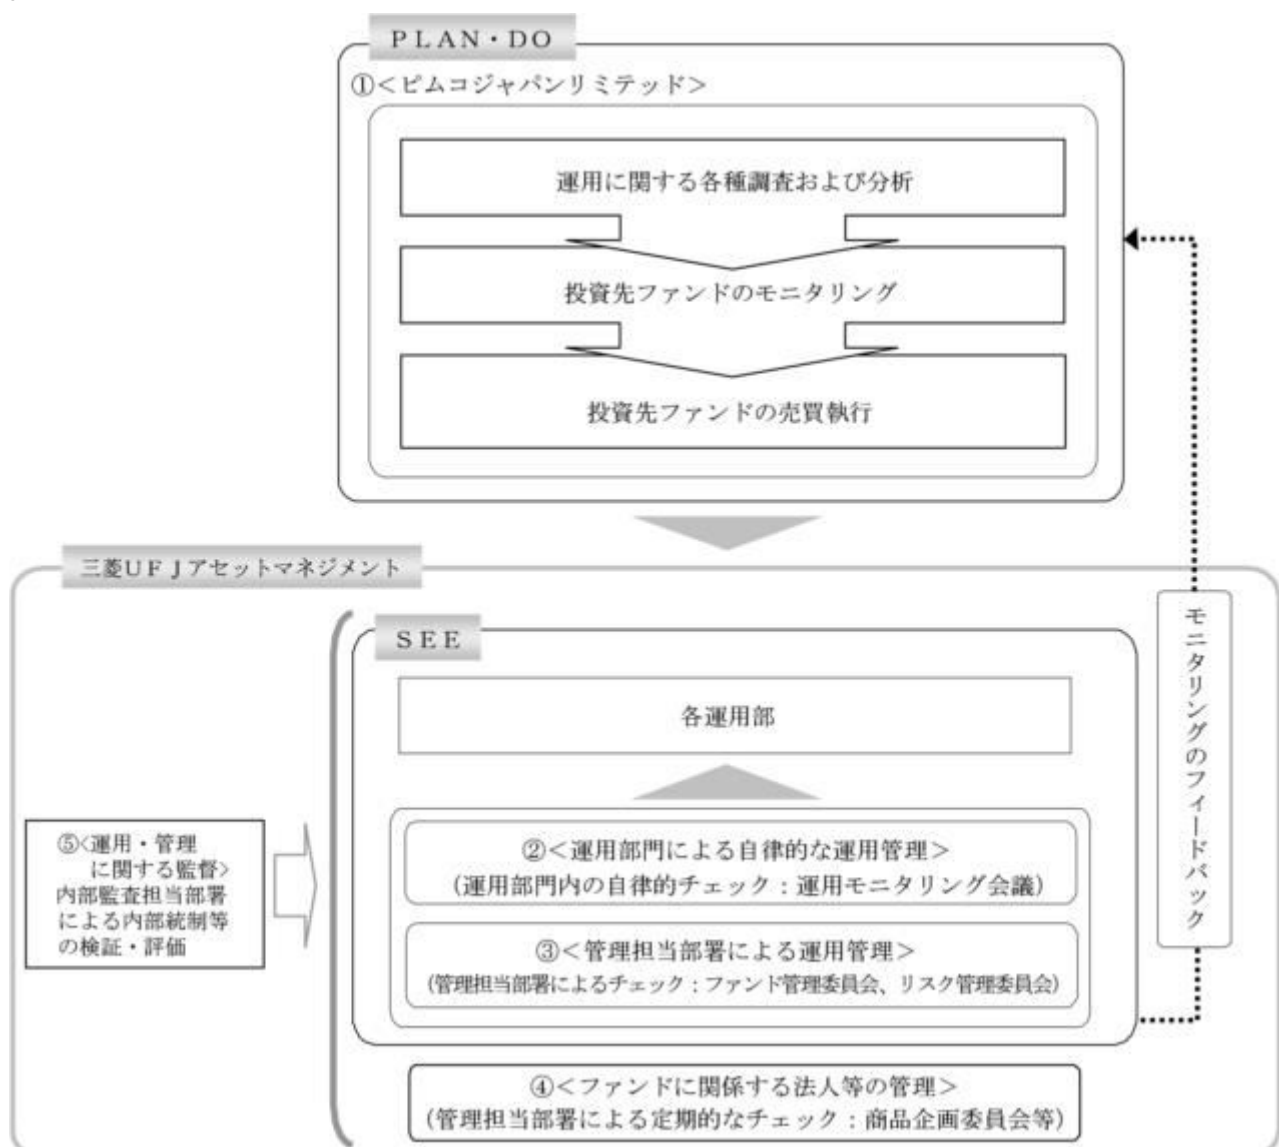 PLAN・DO
①<ピムコジャパンリミテッド>
運用に関する各種調査および分析
投資先ファンドのモニタリング
投資先ファンドの売買執行
三菱UFJアセットマネジメント
SEE
各運用部
②<運用部門による自律的な運用管理>
(運用部門内の自律的チェック:運用モニタリング会議)
③<管理担当部署による運用管理>
(管理担当部署によるチェック:ファンド管理委員会、リスク管理委員会)
④<ファンドに関係する法人等の管理>
(管理担当部署による定期的なチェック:商品企画委員会等)
⑤<運用・管理
に関する監督>
内部監査担当部署
による内部統制等
の検証・評価
モニタリングのフィードバック